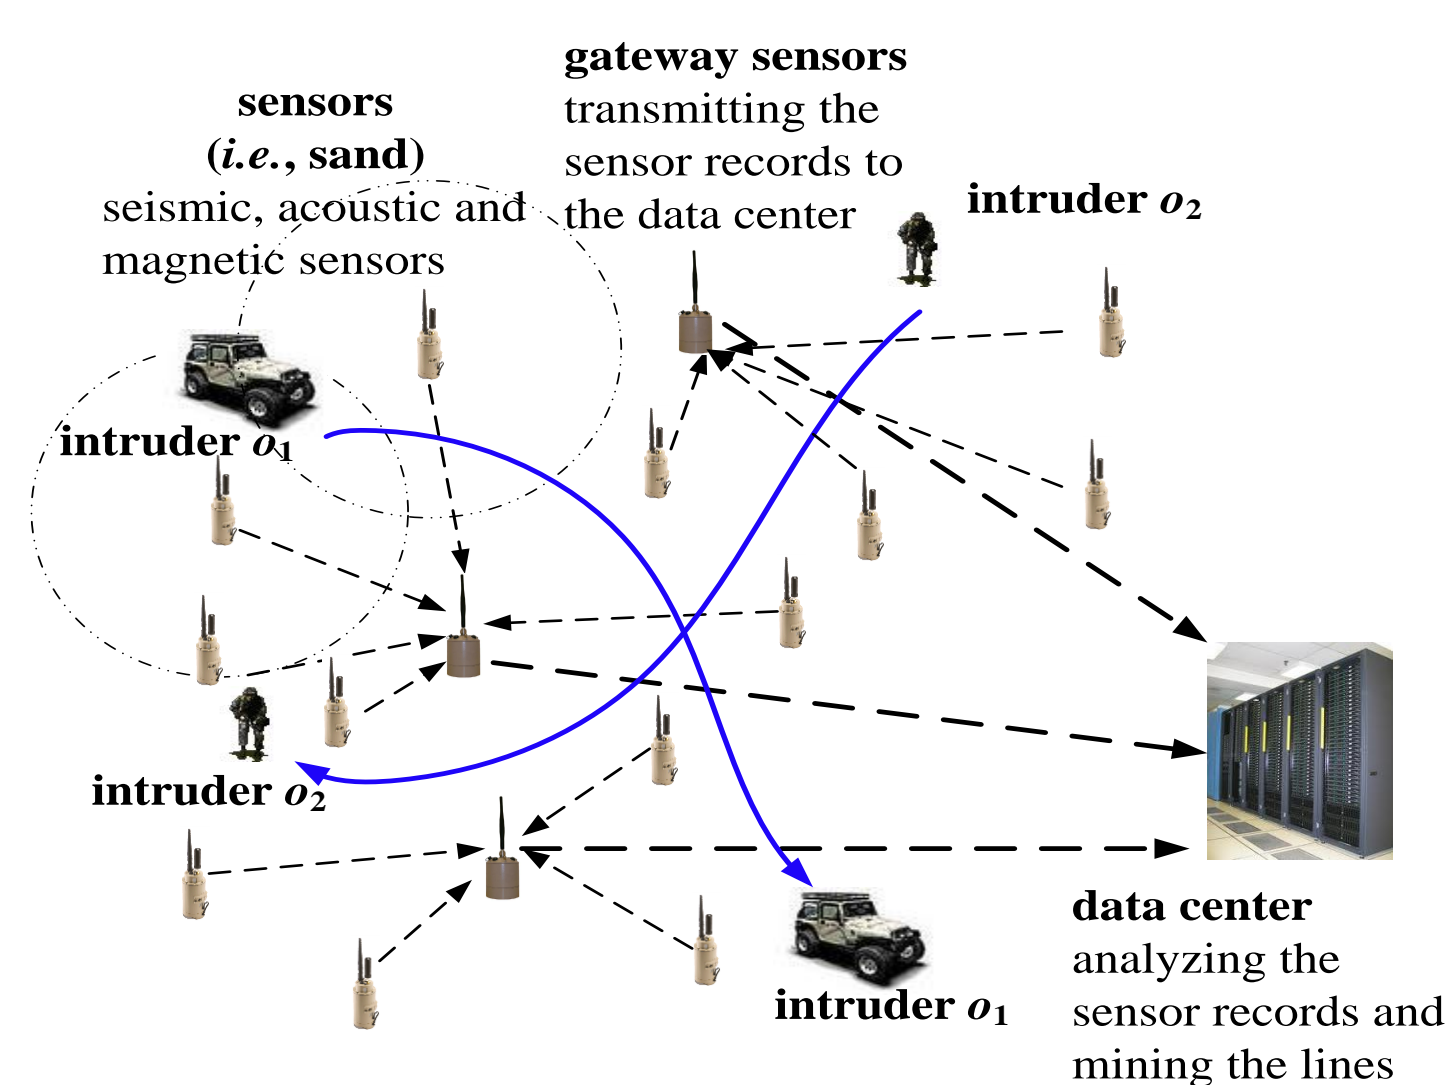 sensors
(i.e., sand)
seismic, acoustic and
magnetic sensors
gateway sensors
transmitting the
sensor records to
the data center
intruder o2
intruder o1
intruder o2
intruder o1
data center
analyzing the
sensor records and
mining the lines